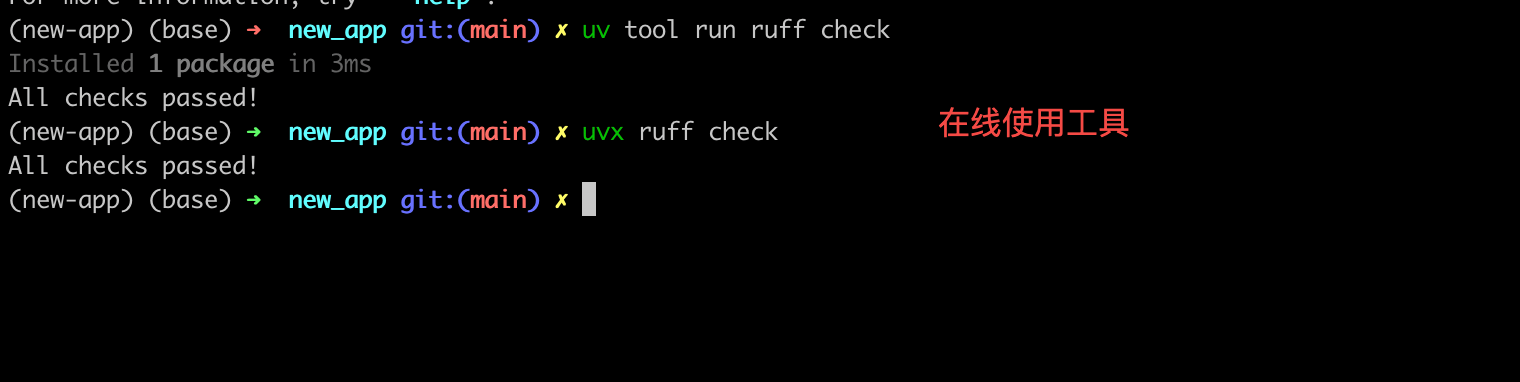 (new-app) (base) ➜ new_app git:(main) ✗ uv tool run ruff check
Installed 1 package in 3ms
All checks passed!
(new-app) (base) ➜ new_app git:(main) ✗ uvx ruff check
在线使用工具
All checks passed!
(new-app) (base) ➜ new_app git:(main) ✗